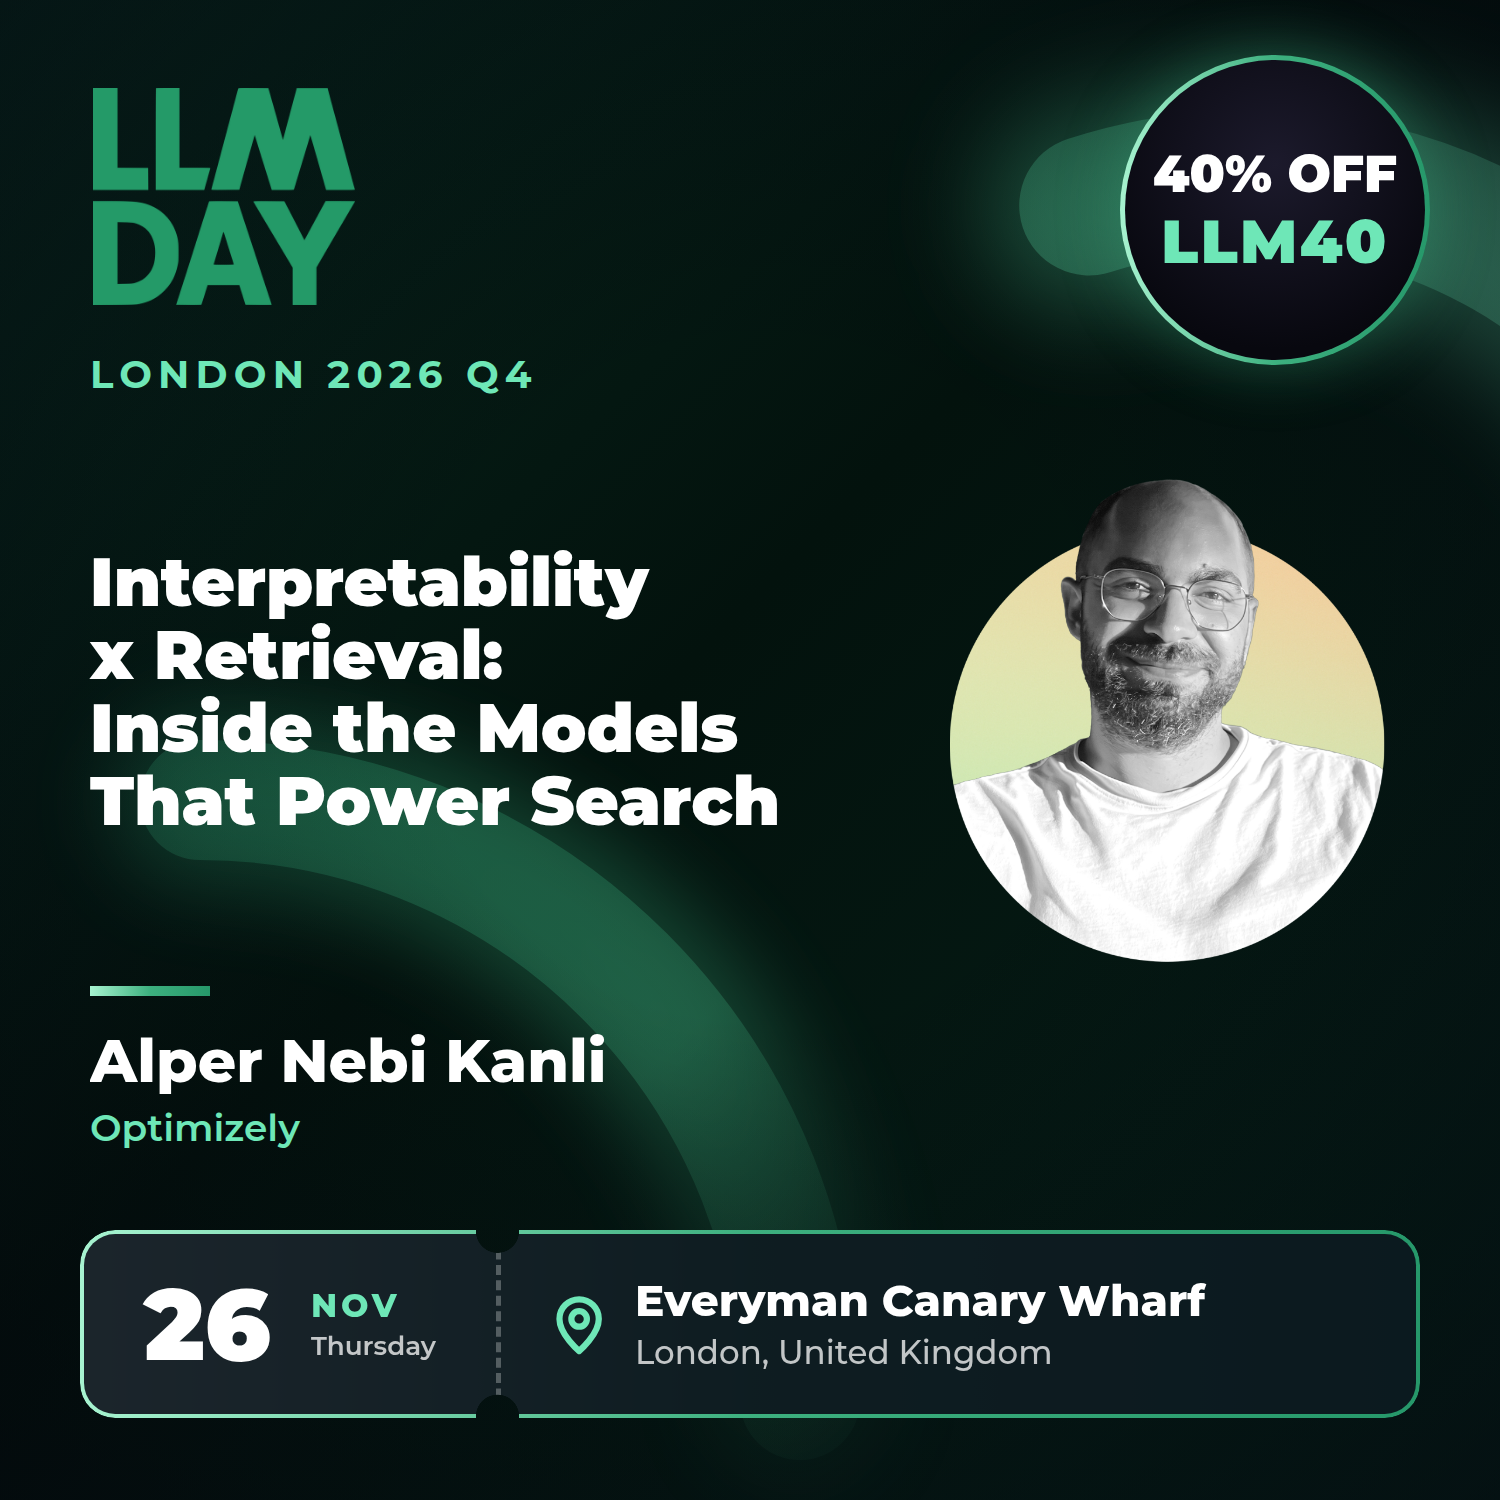 LLM
DAY
LONDON 2026 Q4
40% OFF
LLM40
Interpretability
x Retrieval:
Inside the Models
That Power Search
Alper Nebi Kanli
Optimizely
26
NOV
Thursday
Everyman Canary Wharf
London, United Kingdom